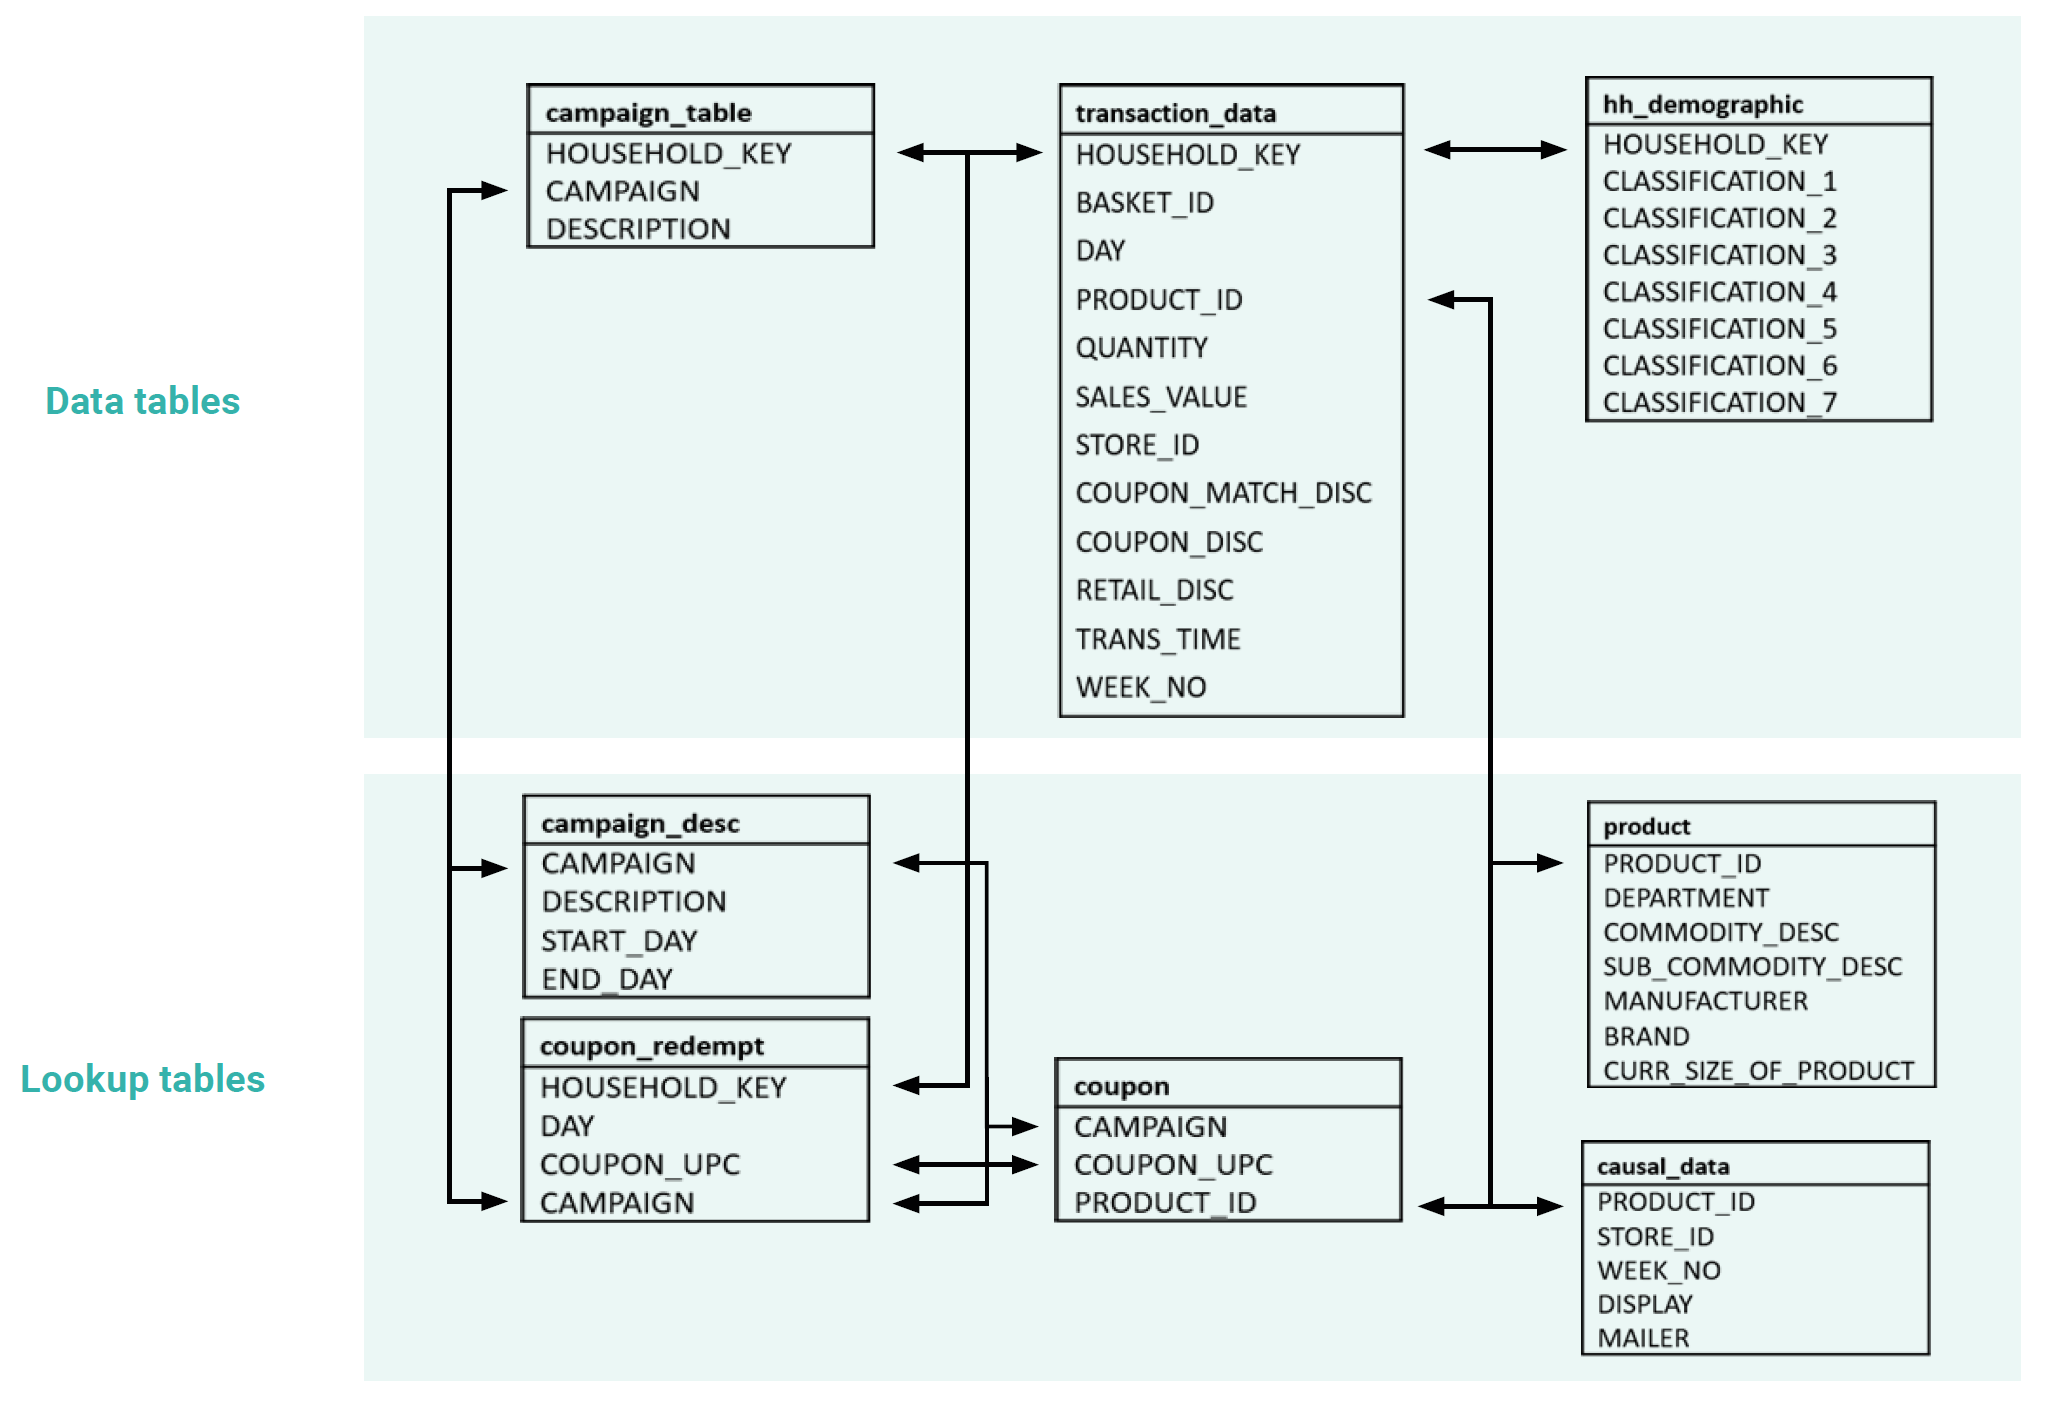 Data tables
campaign_table
HOUSEHOLD_KEY
CAMPAIGN
DESCRIPTION
transaction_data
HOUSEHOLD_KEY
BASKET_ID
DAY
PRODUCT_ID
QUANTITY
SALES_VALUE
STORE_ID
COUPON_MATCH_DISC
COUPON_DISC
RETAIL_DISC
TRANS_TIME
WEEK_NO
hh_demographic
HOUSEHOLD_KEY
CLASSIFICATION_1
CLASSIFICATION_2
CLASSIFICATION_3
CLASSIFICATION_4
CLASSIFICATION_5
CLASSIFICATION_6
CLASSIFICATION_7
Lookup tables
campaign_desc
CAMPAIGN
DESCRIPTION
START_DAY
END_DAY
coupon_redempt
HOUSEHOLD_KEY
DAY
COUPON_UPC
CAMPAIGN
coupon
CAMPAIGN
COUPON_UPC
PRODUCT_ID
product
PRODUCT_ID
DEPARTMENT
COMMODITY_DESC
SUB_COMMODITY_DESC
MANUFACTURER
BRAND
CURR_SIZE_OF_PRODUCT
causal_data
PRODUCT_ID
STORE_ID
WEEK_NO
DISPLAY
MAILER